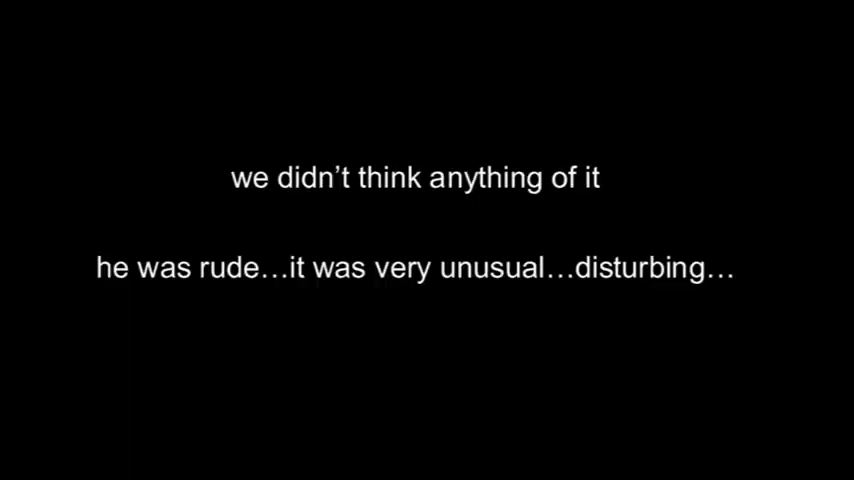 we didn’t think anything of it
he was rude…it was very unusual…disturbing…